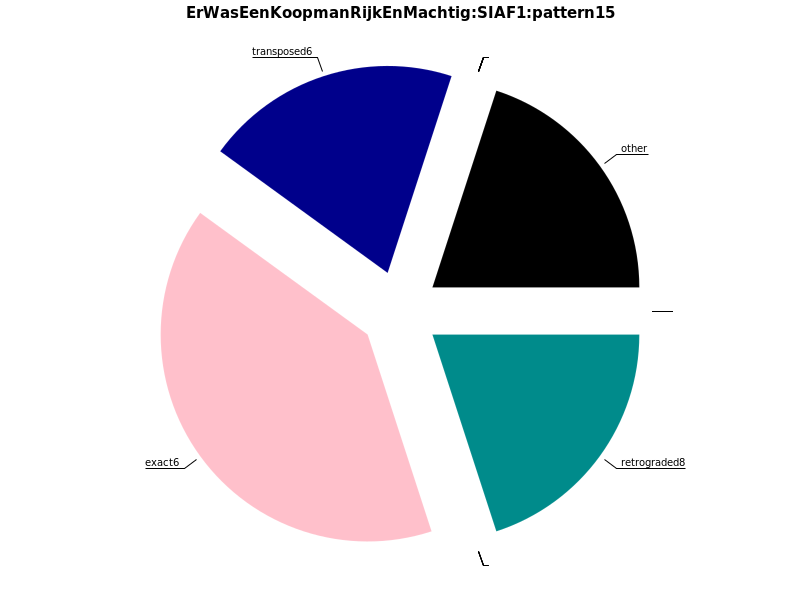 ErWasEenKoopmanRijkEnMachtig:SIAF1:pattern15
transposed6
other
exact6
retrograded8